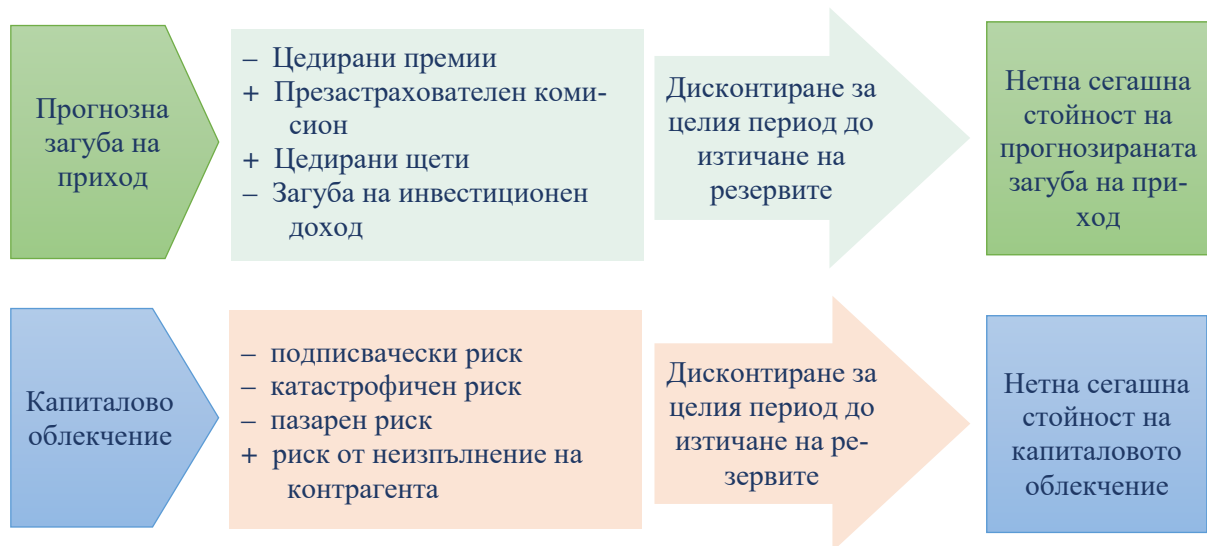 Прогнозна
загуба на
приход
– Цедирани премии
+ Презастрахователен коми-
сион
+ Цедирани щети
– Загуба на инвестиционен
доход
Дисконтиране за
целия период до
изтичане на
резервите
Нетна сегашна
стойност на
прогнозираната
загуба на при-
ход
Капиталово
облекчение
– подписвачески риск
– катастрофичен риск
– пазарен риск
+ риск от неизпълнение на
контрагента
Дисконтиране за
целия период до
изтичане на ре-
зервите
Нетна сегашна
стойност на
капиталовото
облекчение